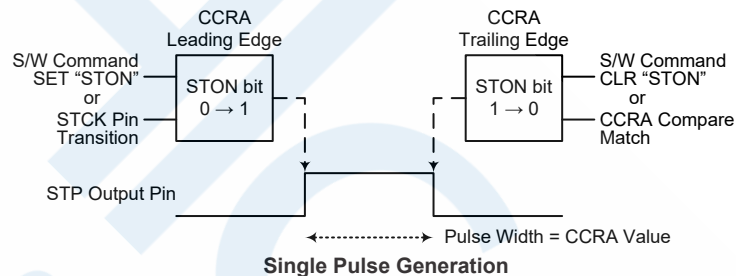 CCRA
Leading Edge
S/W Command
SET “STON”
or
STCK Pin
Transition
STON bit
0 → 1
CCRA
Trailing Edge
STON bit
1 → 0
S/W Command
CLR “STON”
or
CCRA Compare
Match
STP Output Pin
Pulse Width = CCRA Value
Single Pulse Generation